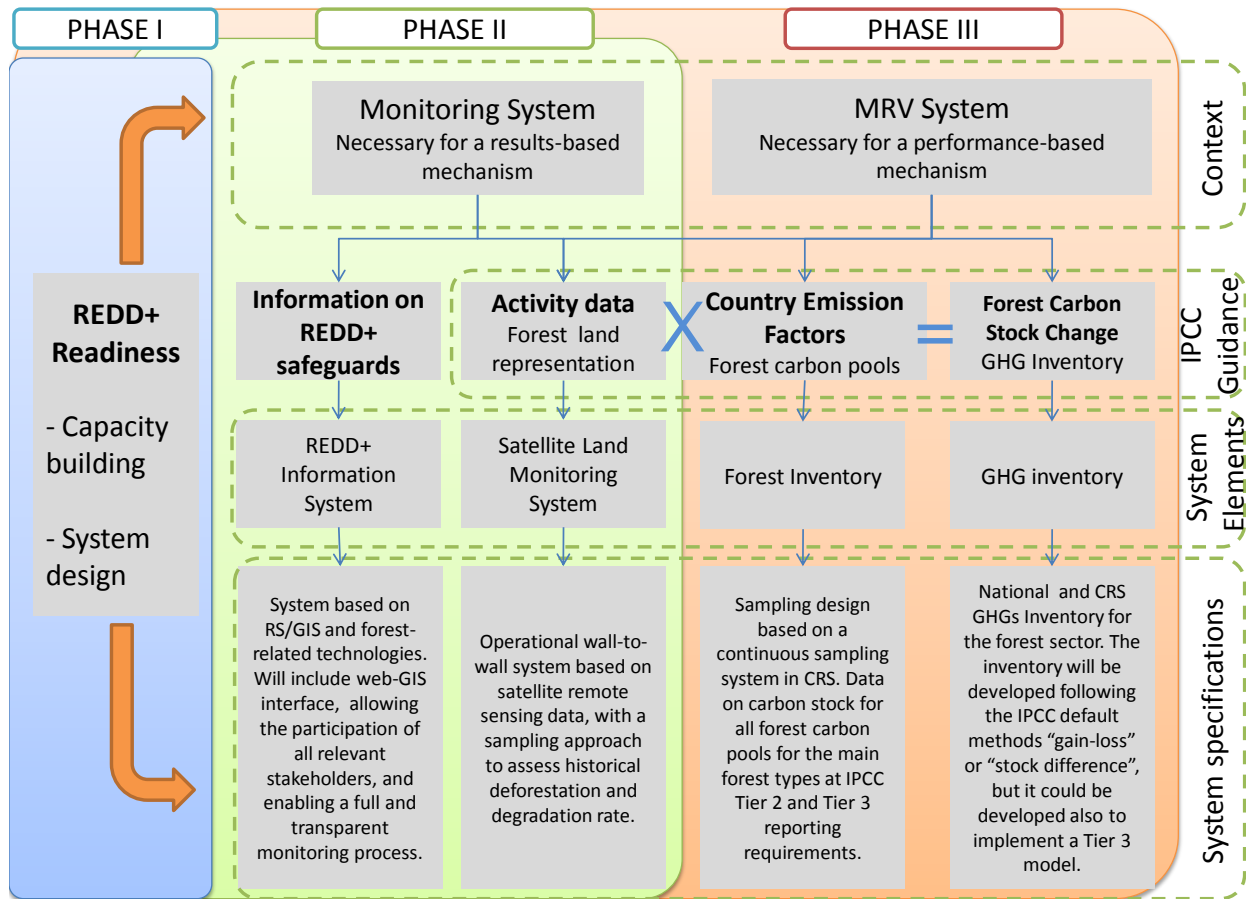 PHASE I
PHASE II
PHASE III
Monitoring System
Necessary for a results-based
mechanism
MRV System
Necessary for a performance-based
mechanism
Context
REDD+
Readiness
- Capacity
building
- System
design
Information on
REDD+
safeguards
Activity data
Forest land
representation
X
Country Emission
Factors
Forest carbon pools
=
Forest Carbon
Stock Change
GHG Inventory
IPCC
Guidance
REDD+
Information
System
Satellite Land
Monitoring
System
Forest Inventory
GHG inventory
System
Elements
System based on
RS/GIS and forest-
related technologies.
Will include web-GIS
interface, allowing
the participation of
all relevant
stakeholders, and
enabling a full and
transparent
monitoring process.
Operational wall-to-
wall system based on
satellite remote
sensing data, with a
sampling approach
to assess historical
deforestation and
degradation rate.
Sampling design
based on a
continuous sampling
system in CRS. Data
on carbon stock for
all forest carbon
pools for the main
forest types at IPCC
Tier 2 and Tier 3
reporting
requirements.
National and CRS
GHGs Inventory for
the forest sector. The
inventory will be
developed following
the IPCC default
methods “gain-loss”
or “stock difference”,
but it could be
developed also to
implement a Tier 3
model.
System specifications